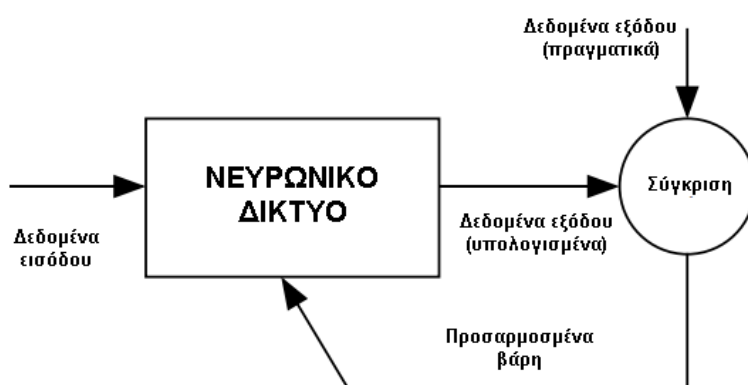 Δεδομένα εξόδου
(πραγματικά)
ΝΕΥΡΩΝΙΚΟ
ΔΙΚΤΥΟ
Σύγκριση
Δεδομένα
εισόδου
Δεδομένα εξόδου
(υπολογισμένα)
Προσαρμοσμένα
βάρη